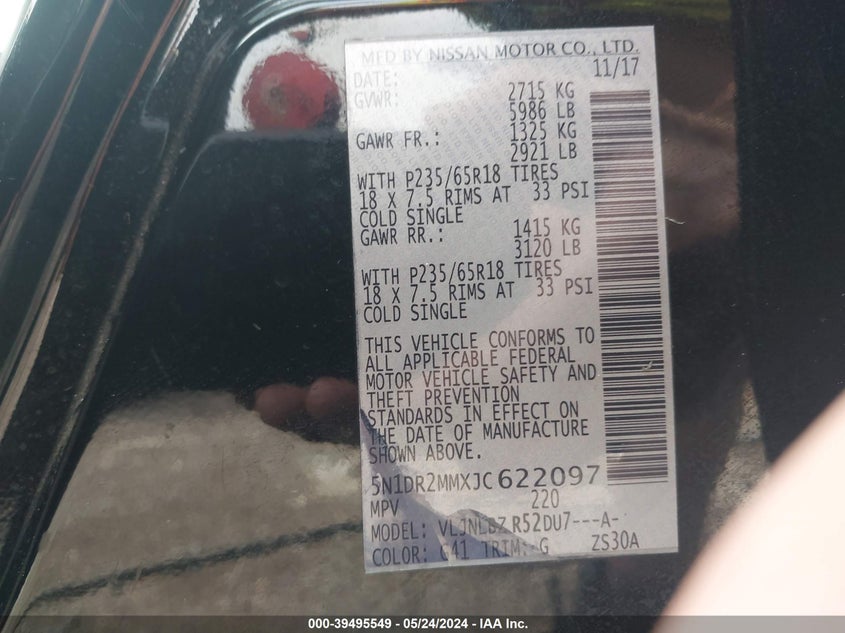 MFD BY NISSAN MOTOR CO., LTD.
DATE: 11/17
GVWR: 2715 KG
5986 LB
GAWR FR.: 1325 KG
2921 LB
WITH P235/65R18 TIRES
18 X 7.5 RIMS AT 33 PSI
COLD SINGLE
GAWR RR.: 1415 KG
3120 LB
WITH P235/65R18 TIRES
18 X 7.5 RIMS AT 33 PSI
COLD SINGLE
THIS VEHICLE CONFORMS TO
ALL APPLICABLE FEDERAL
MOTOR VEHICLE SAFETY AND
THEFT PREVENTION
STANDARDS IN EFFECT ON
THE DATE OF MANUFACTURE
SHOWN ABOVE.
5N1DR2MMXJC622097
MPV 220
MODEL: VLJNLBZ R52DU7---A-
COLOR: G41 TRIM: G ZS30A
000-39495549 - 05/24/2024 - IAA Inc.